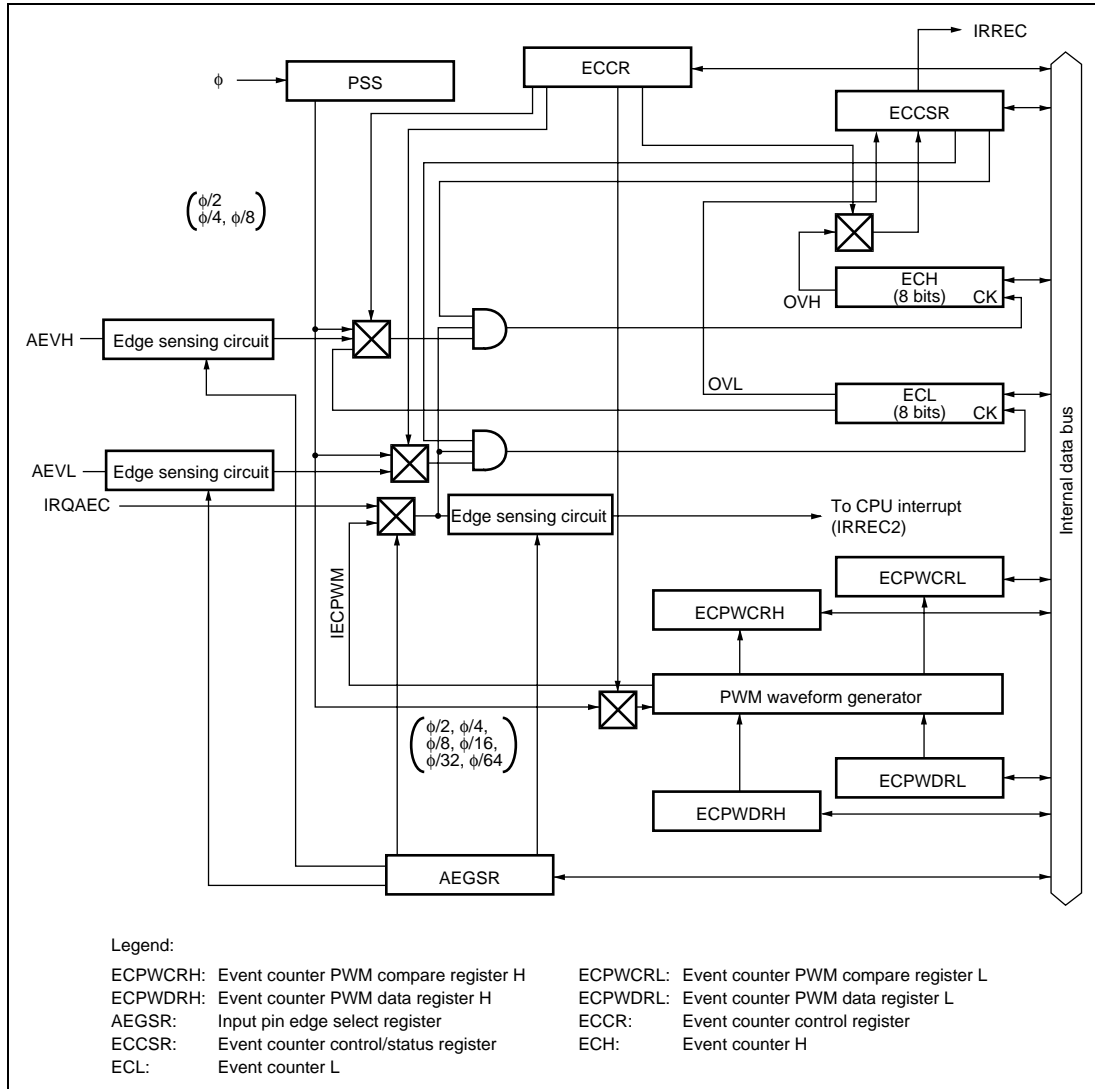 IRREC
φ
PSS
ECCR
ECCSR
φ/2
φ/4, φ/8
ECH
(8 bits)
CK
OVH
AEVH
Edge sensing circuit
OVL
ECL
(8 bits)
CK
AEVL
Edge sensing circuit
IRQAEC
Edge sensing circuit
To CPU interrupt
(IRREC2)
Internal data bus
IECPWM
ECPWCRL
ECPWCRH
PWM waveform generator
φ/2, φ/4,
φ/8, φ/16,
φ/32, φ/64
ECPWDRL
ECPWDRH
AEGSR
Legend:
ECPWCRH: Event counter PWM compare register H
ECPWDRH: Event counter PWM data register H
AEGSR: Input pin edge select register
ECCSR: Event counter control/status register
ECL: Event counter L
ECPWCRL: Event counter PWM compare register L
ECPWDRL: Event counter PWM data register L
ECCR: Event counter control register
ECH: Event counter H